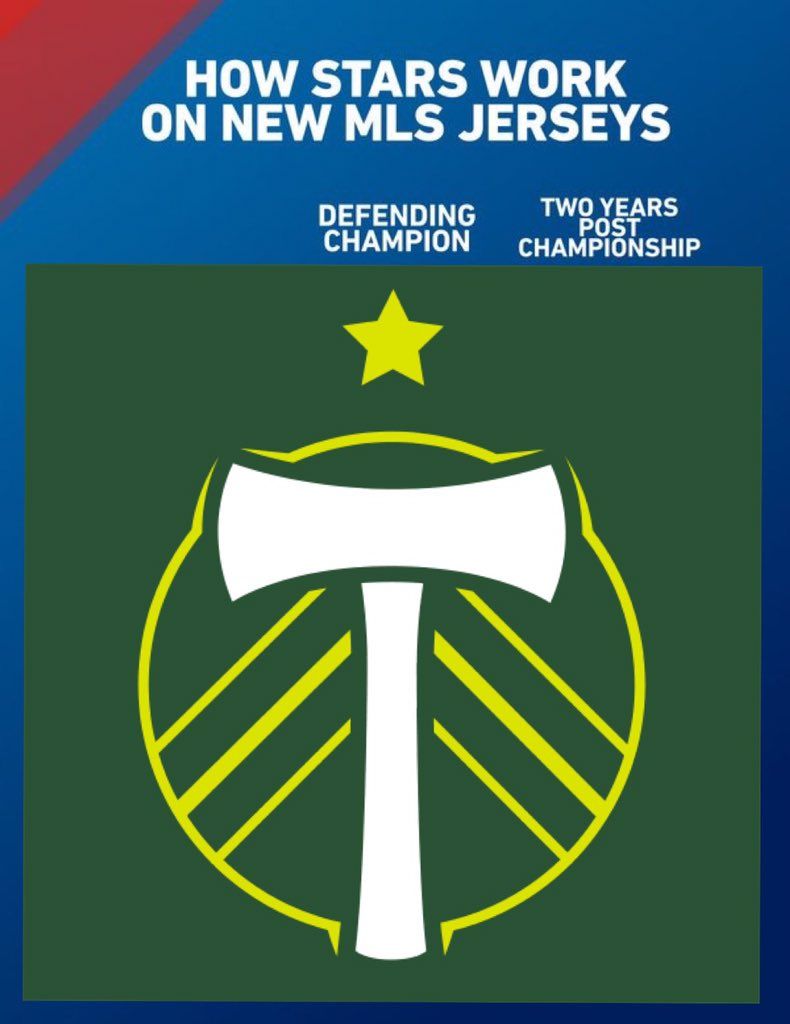 HOW STARS WORK
ON NEW MLS JERSEYS
DEFENDING
CHAMPION
TWO YEARS
POST
CHAMPIONSHIP